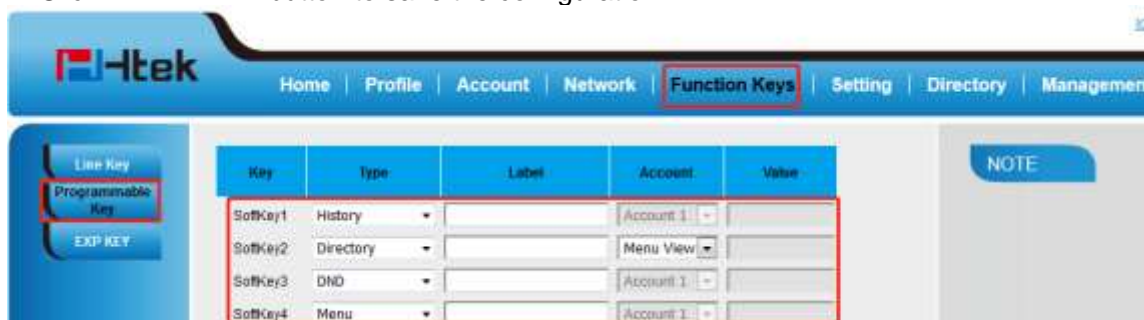 Htek
Home | Profile | Account | Network | Function Keys | Setting | Directory | Managemen
Line Key
Programmable
Key
EXP KEY
NOTE
Key Type Label Account Value
SoftKey1 History Account 1
SoftKey2 Directory Menu View
SoftKey3 DND Account 1
SoftKey4 Menu Account 1